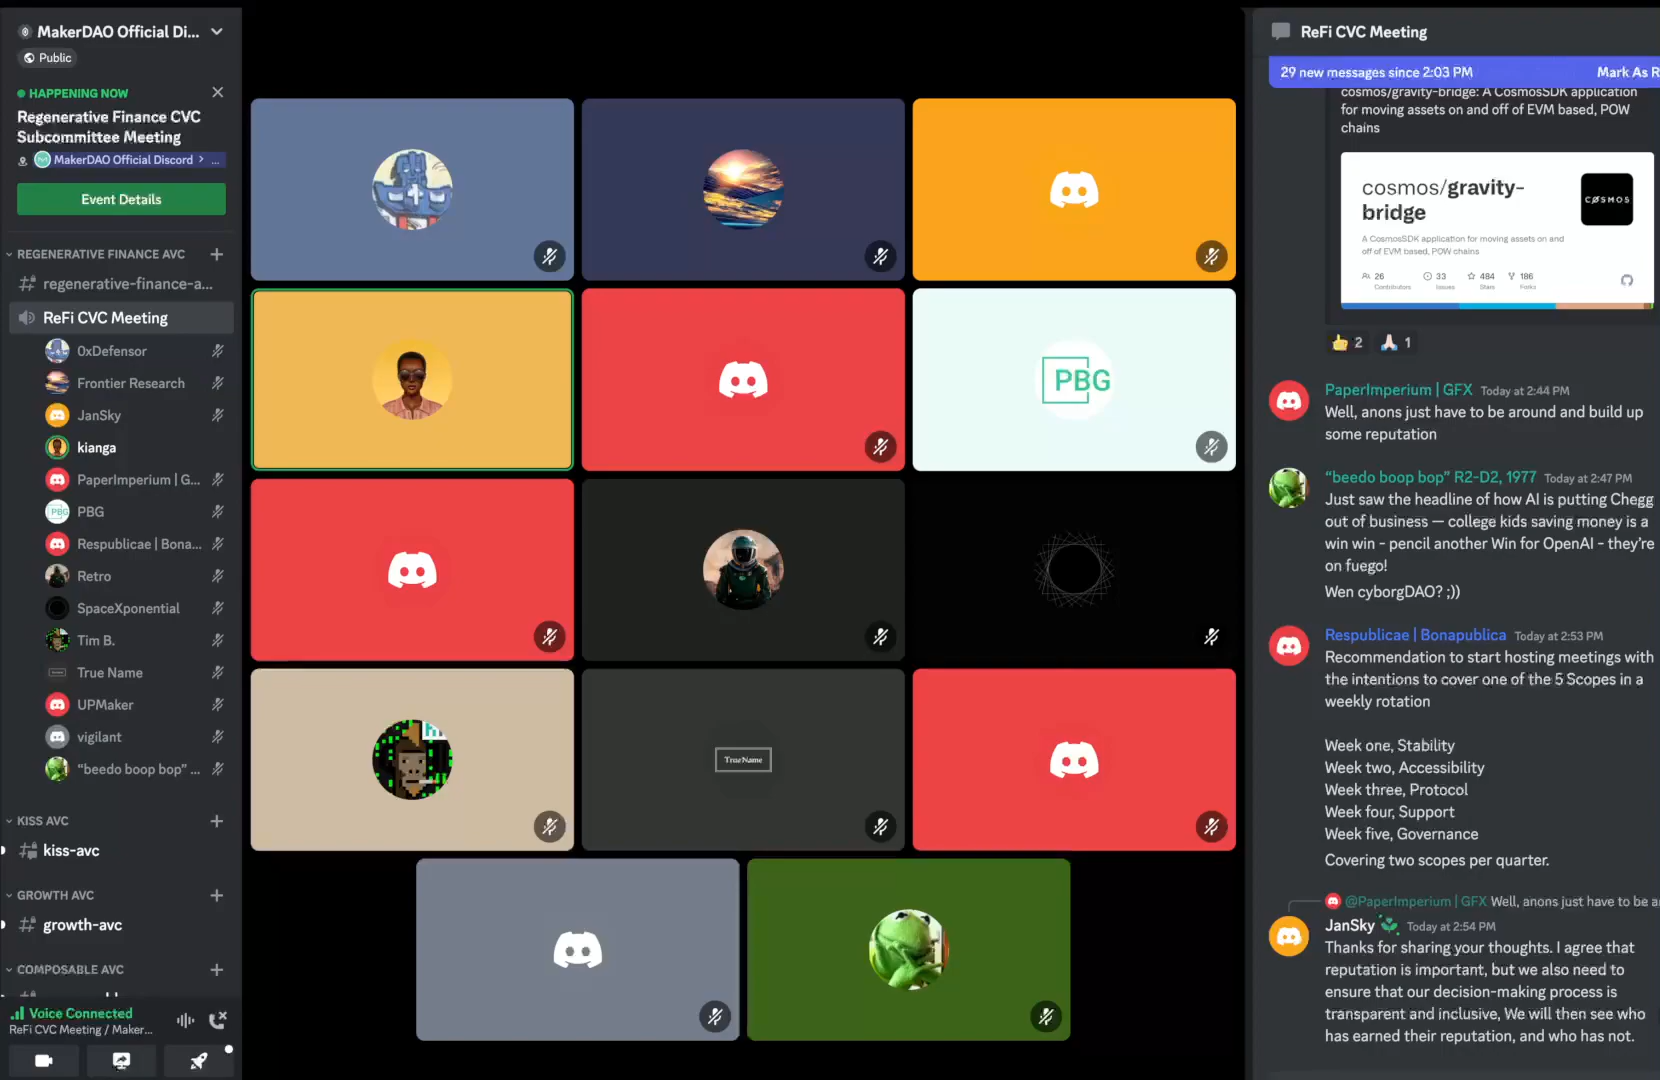 MakerDAO Official Di...
Public
HAPPENING NOW
Regenerative Finance CVC
Subcommittee Meeting
MakerDAO Official Discord > ...
Event Details
REGENERATIVE FINANCE AVC
regenerative-finance-a...
ReFi CVC Meeting
0xDefensor
Frontier Research
JanSky
kianga
PaperImperium | G...
PBG
Respublicae | Bona...
Retro
SpaceXponential
Tim B.
True Name
UPMaker
vigilant
“beedo boop bop” ...
KISS AVC
kiss-avc
GROWTH AVC
growth-avc
COMPOSABLE AVC
Voice Connected
ReFi CVC Meeting / Maker...
PBG
TrueName
ReFi CVC Meeting
29 new messages since 2:03 PM
Mark As R
cosmos/gravity-bridge: A CosmosSDK application
for moving assets on and off of EVM based, POW
chains
cosmos/gravity-
bridge
COSMOS
A CosmosSDK application for moving assets on and
off of EVM based, POW chains
26 33 484 186
Contributors Issues Stars Forks
2 1
PaperImperium | GFX Today at 2:44 PM
Well, anons just have to be around and build up
some reputation
“beedo boop bop” R2-D2, 1977 Today at 2:47 PM
Just saw the headline of how AI is putting Chegg
out of business — college kids saving money is a
win win - pencil another Win for OpenAI - they’re
on fuego!
Wen cyborgDAO? ;))
Respublicae | Bonapublica Today at 2:53 PM
Recommendation to start hosting meetings with
the intentions to cover one of the 5 Scopes in a
weekly rotation
Week one, Stability
Week two, Accessibility
Week three, Protocol
Week four, Support
Week five, Governance
Covering two scopes per quarter.
@PaperImperium | GFX Well, anons just have to be a
JanSky Today at 2:54 PM
Thanks for sharing your thoughts. I agree that
reputation is important, but we also need to
ensure that our decision-making process is
transparent and inclusive, We will then see who
has earned their reputation, and who has not.